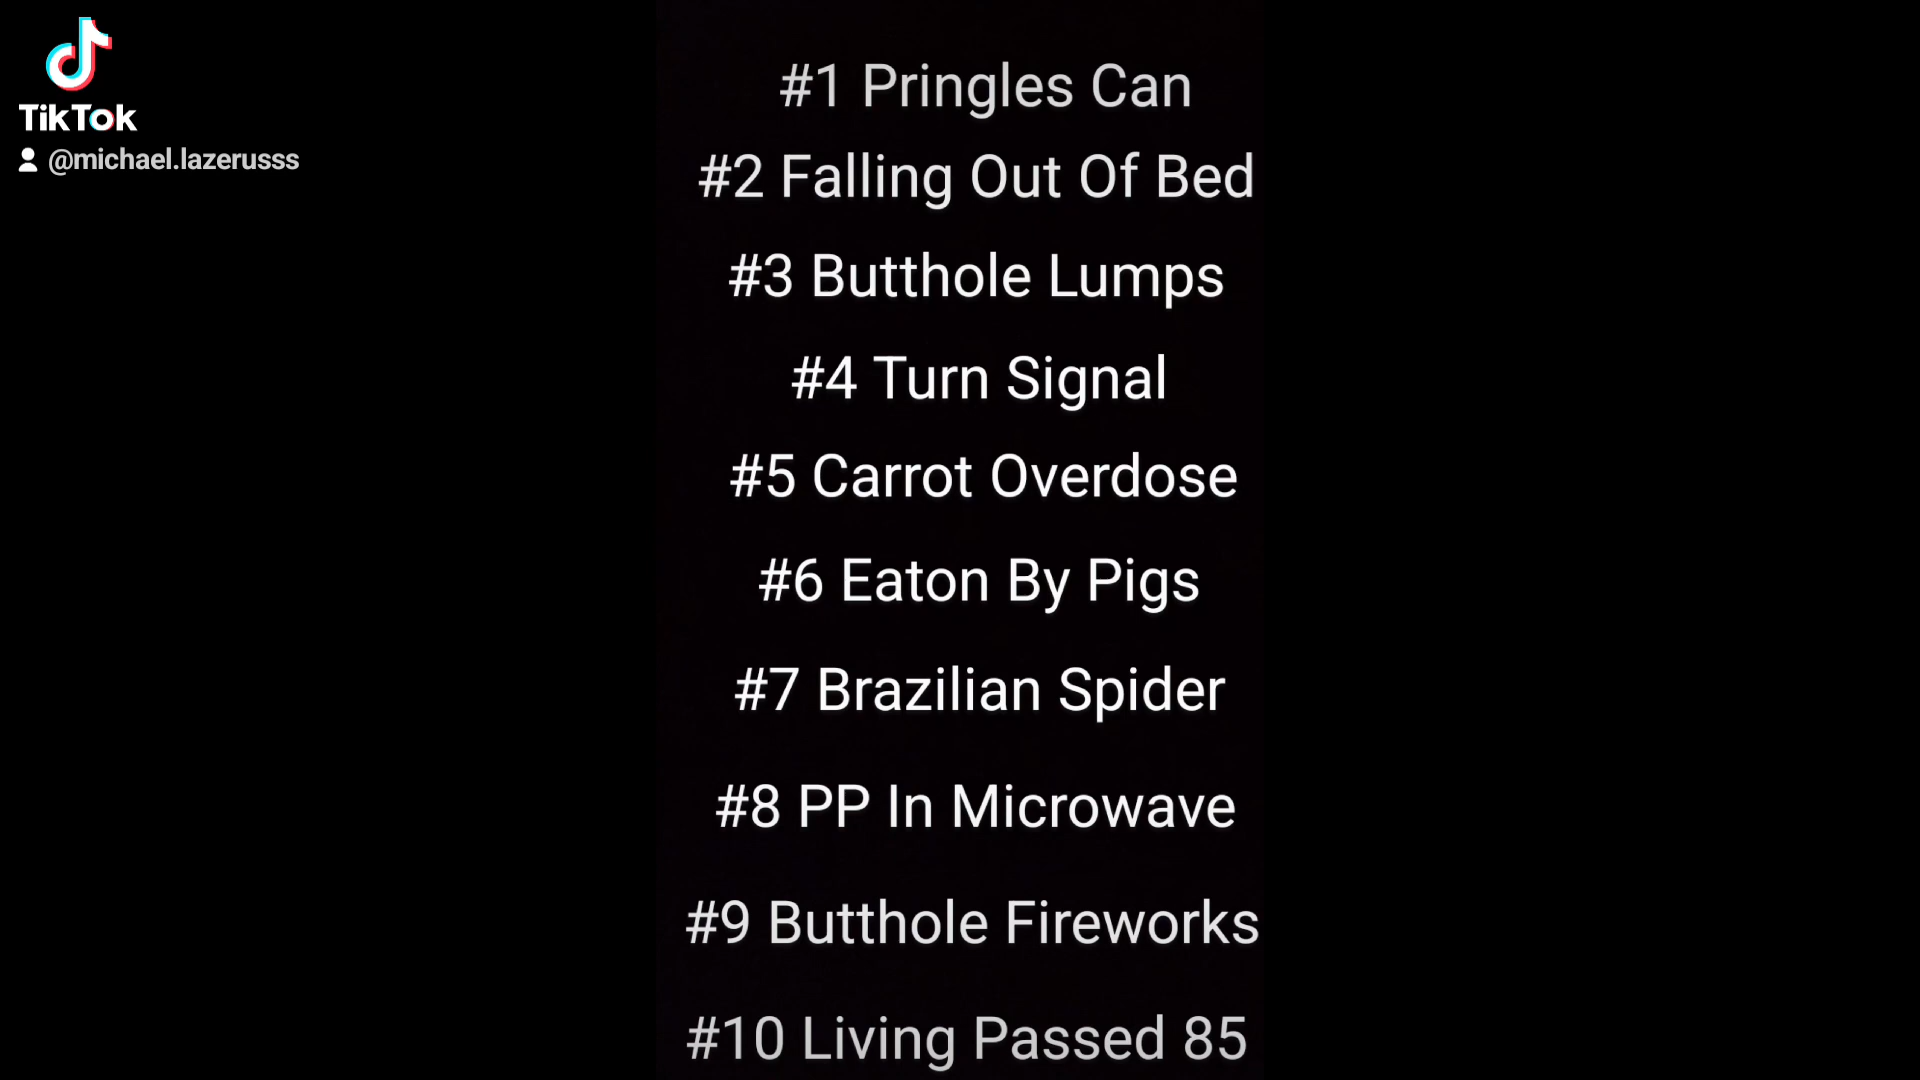 TikTok
@michael.lazerusss
#1 Pringles Can
#2 Falling Out Of Bed
#3 Butthole Lumps
#4 Turn Signal
#5 Carrot Overdose
#6 Eaton By Pigs
#7 Brazilian Spider
#8 PP In Microwave
#9 Butthole Fireworks
#10 Living Passed 85